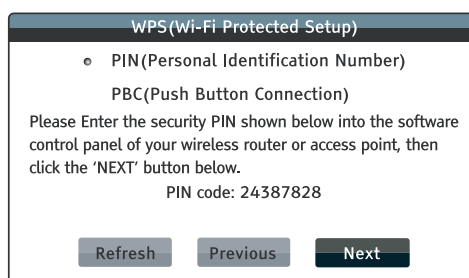 WPS(Wi-Fi Protected Setup)
PIN(Personal Identification Number)
PBC(Push Button Connection)
Please Enter the security PIN shown below into the software
control panel of your wireless router or access point, then
click the ‘NEXT’ button below.
PIN code: 24387828
Refresh Previous Next